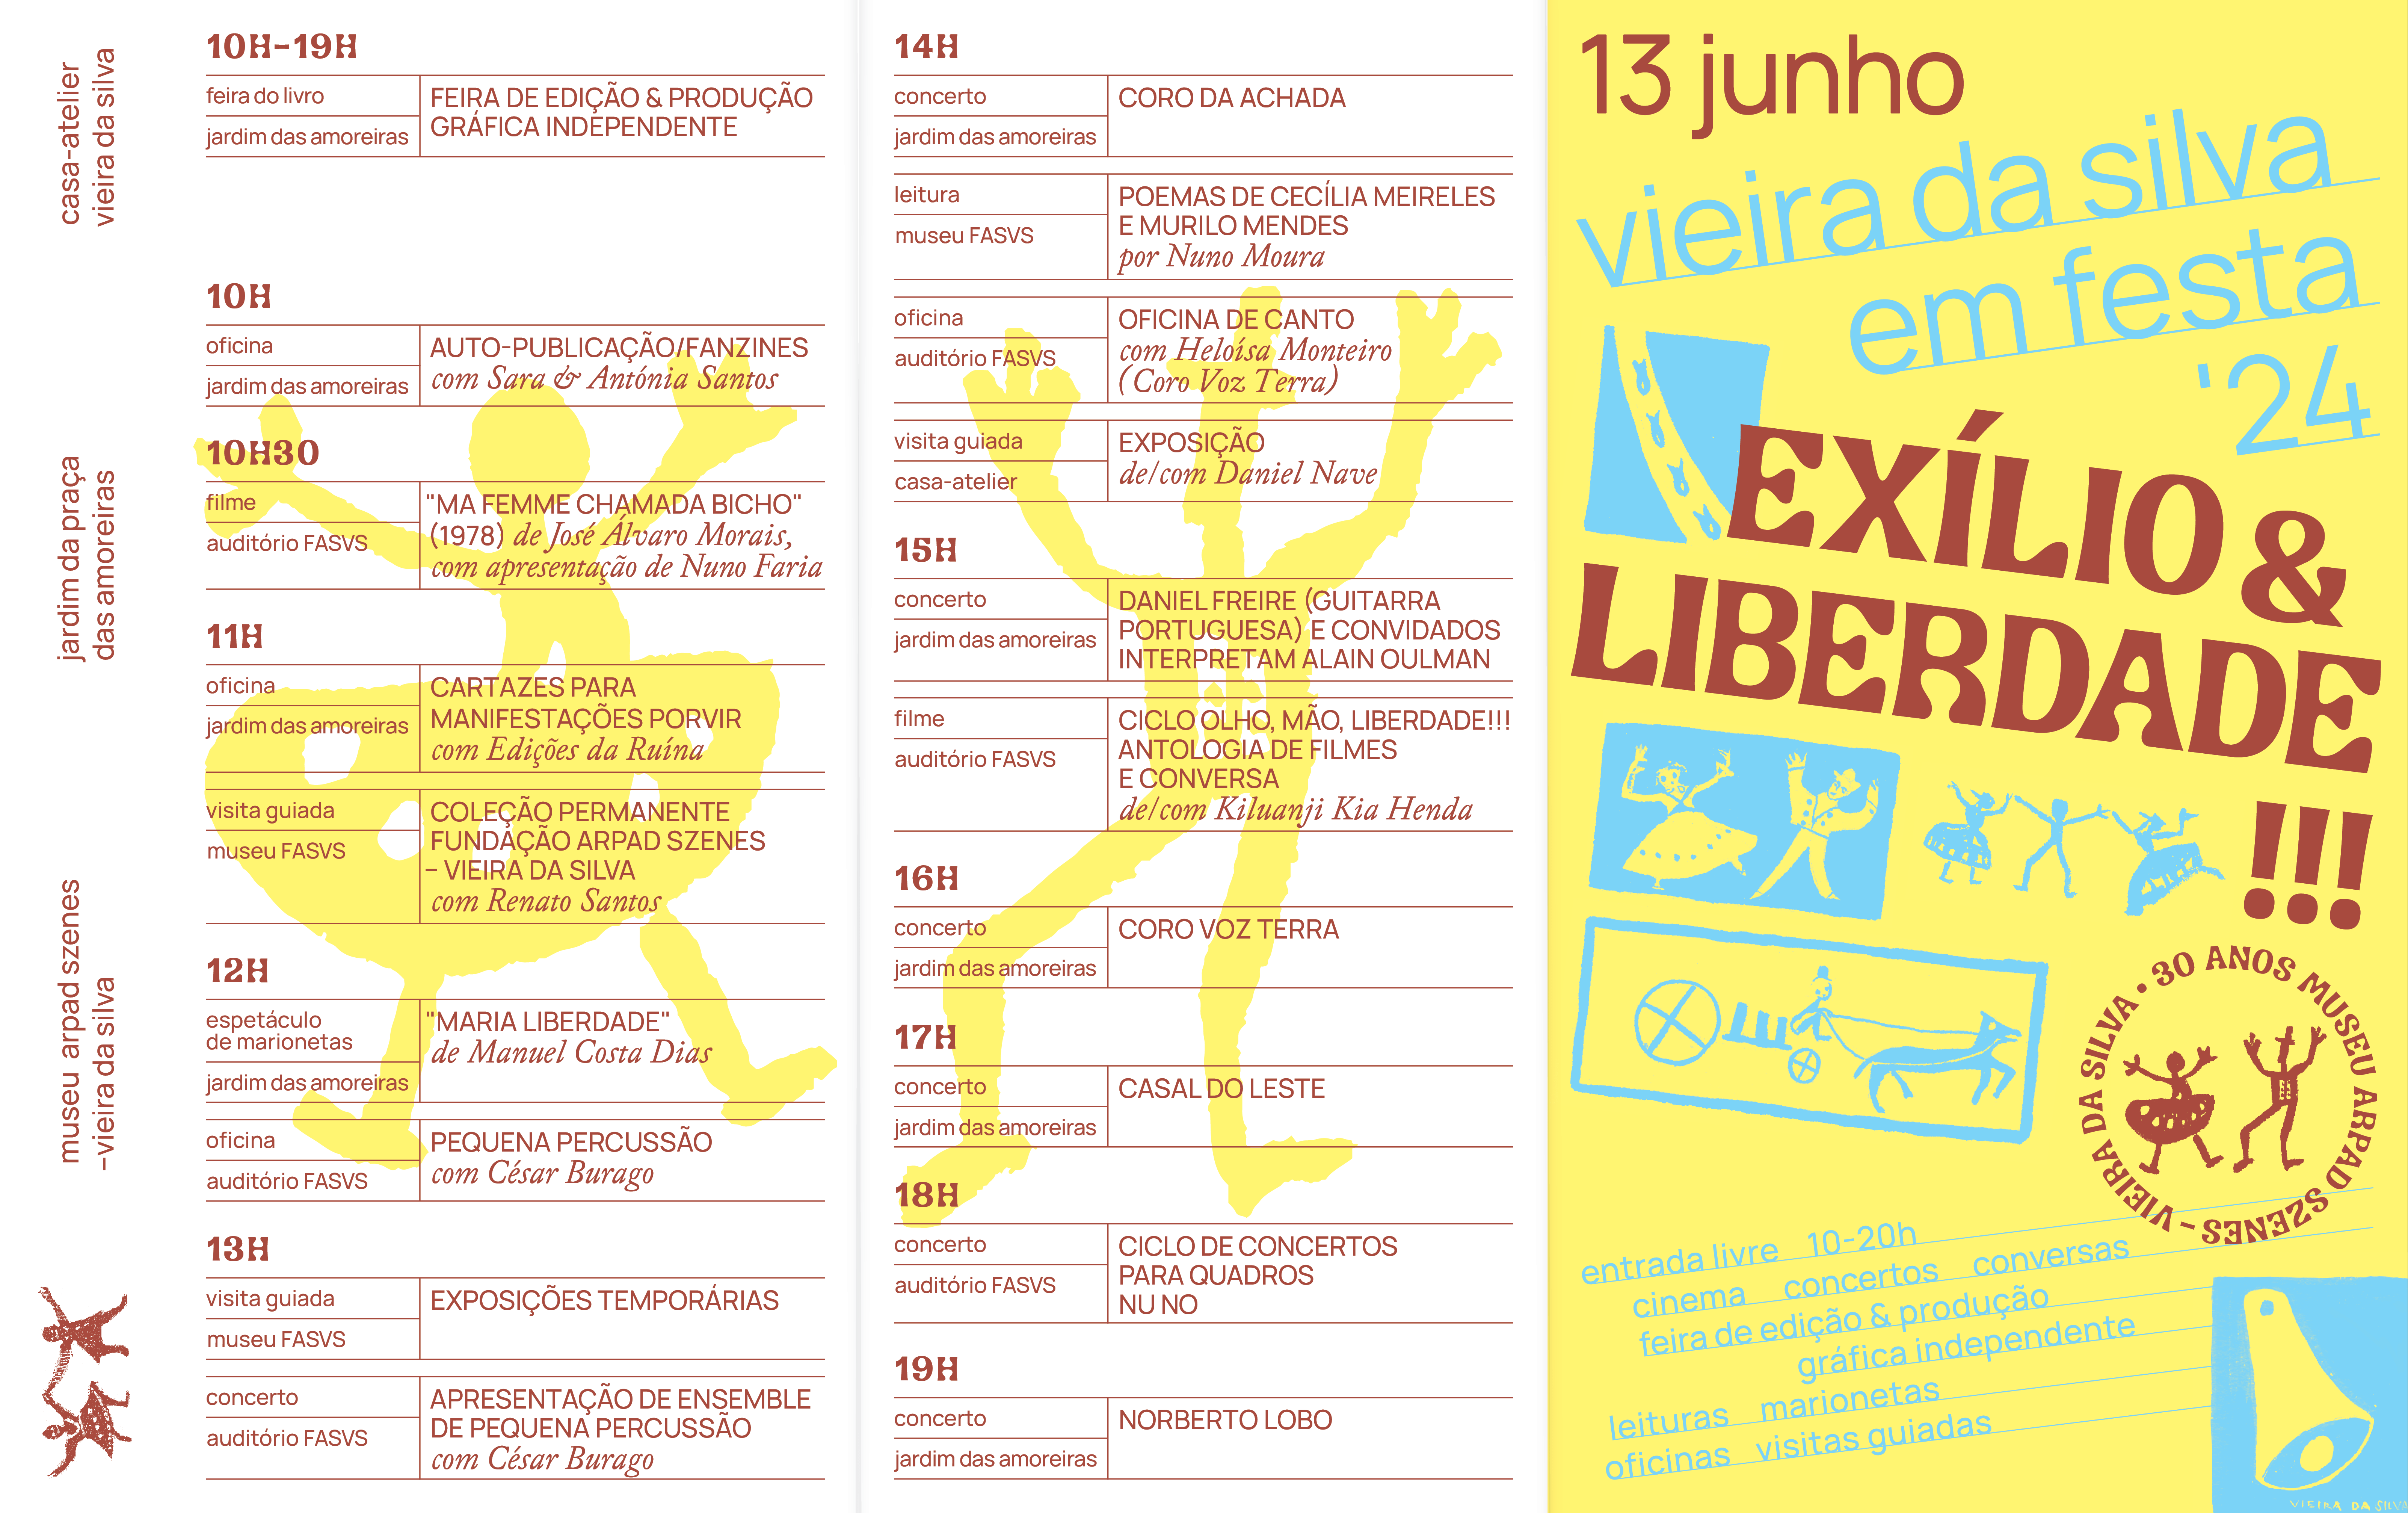 casa-atelier
vieira da silva
jardim da praça
das amoreiras
museu arpad szenes
–vieira da silva
10H–19H
feira do livro
jardim das amoreiras
FEIRA DE EDIÇÃO & PRODUÇÃO
GRÁFICA INDEPENDENTE
10H
oficina
jardim das amoreiras
AUTO-PUBLICAÇÃO/FANZINES
com Sara & Antónia Santos
10H30
filme
auditório FASVS
"MA FEMME CHAMADA BICHO"
(1978) de José Álvaro Morais,
com apresentação de Nuno Faria
11H
oficina
jardim das amoreiras
CARTAZES PARA
MANIFESTAÇÕES PORVIR
com Edições da Ruína
visita guiada
museu FASVS
COLEÇÃO PERMANENTE
FUNDAÇÃO ARPAD SZENES
– VIEIRA DA SILVA
com Renato Santos
12H
espetáculo
de marionetas
jardim das amoreiras
"MARIA LIBERDADE"
de Manuel Costa Dias
oficina
auditório FASVS
PEQUENA PERCUSSÃO
com César Burago
13H
visita guiada
museu FASVS
EXPOSIÇÕES TEMPORÁRIAS
concerto
auditório FASVS
APRESENTAÇÃO DE ENSEMBLE
DE PEQUENA PERCUSSÃO
com César Burago
14H
concerto
jardim das amoreiras
CORO DA ACHADA
leitura
museu FASVS
POEMAS DE CECÍLIA MEIRELES
E MURILO MENDES
por Nuno Moura
oficina
auditório FASVS
OFICINA DE CANTO
com Heloísa Monteiro
(Coro Voz Terra)
visita guiada
casa-atelier
EXPOSIÇÃO
de/com Daniel Nave
15H
concerto
jardim das amoreiras
DANIEL FREIRE (GUITARRA
PORTUGUESA) E CONVIDADOS
INTERPRETAM ALAIN OULMAN
filme
auditório FASVS
CICLO OLHO, MÃO, LIBERDADE!!!
ANTOLOGIA DE FILMES
E CONVERSA
de/com Kiluanji Kia Henda
16H
concerto
jardim das amoreiras
CORO VOZ TERRA
17H
concerto
jardim das amoreiras
CASAL DO LESTE
18H
concerto
auditório FASVS
CICLO DE CONCERTOS
PARA QUADROS
NU NO
19H
concerto
jardim das amoreiras
NORBERTO LOBO
13 junho
vieira da silva
em festa
'24
EXÍLIO &
LIBERDADE
!!!
30 ANOS MUSEU ARPAD SZENES – VIEIRA DA SILVA •
entrada livre 10-20h
cinema concertos conversas
feira de edição & produção
gráfica independente
leituras marionetas
oficinas visitas guiadas
VIEIRA DA SILVA